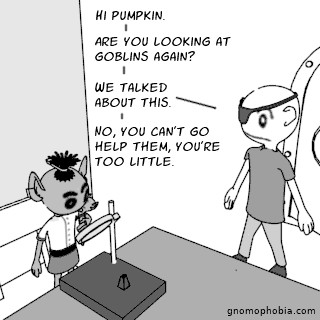 Hi pumpkin.
Are you looking at
goblins again?
We talked
about this.
No, you can't go
help them, you're
too little.
gnomophobia.com